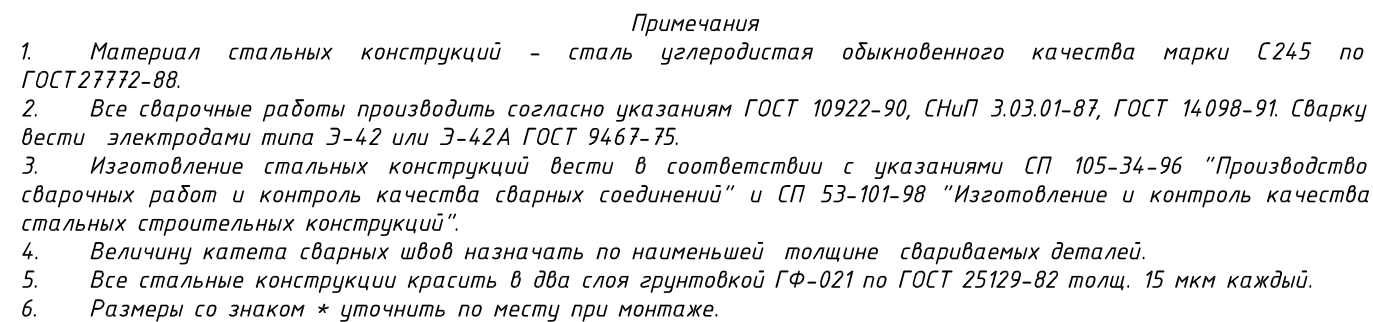 Примечания
1. Материал стальных конструкций - сталь углеродистая обыкновенного качества марки С245 по
ГОСТ27772-88.
2. Все сварочные работы производить согласно указаниям ГОСТ 10922-90, СНиП 3.03.01-87, ГОСТ 14098-91. Сварку
вести электродами типа Э-42 или Э-42А ГОСТ 9467-75.
3. Изготовление стальных конструкций вести в соответствии с указаниями СП 105-34-96 "Производство
сварочных работ и контроль качества сварных соединений" и СП 53-101-98 "Изготовление и контроль качества
стальных строительных конструкций".
4. Величину катета сварных швов назначать по наименьшей толщине свариваемых деталей.
5. Все стальные конструкции красить в два слоя грунтовкой ГФ-021 по ГОСТ 25129-82 толщ. 15 мкм каждый.
6. Размеры со знаком * уточнить по месту при монтаже.